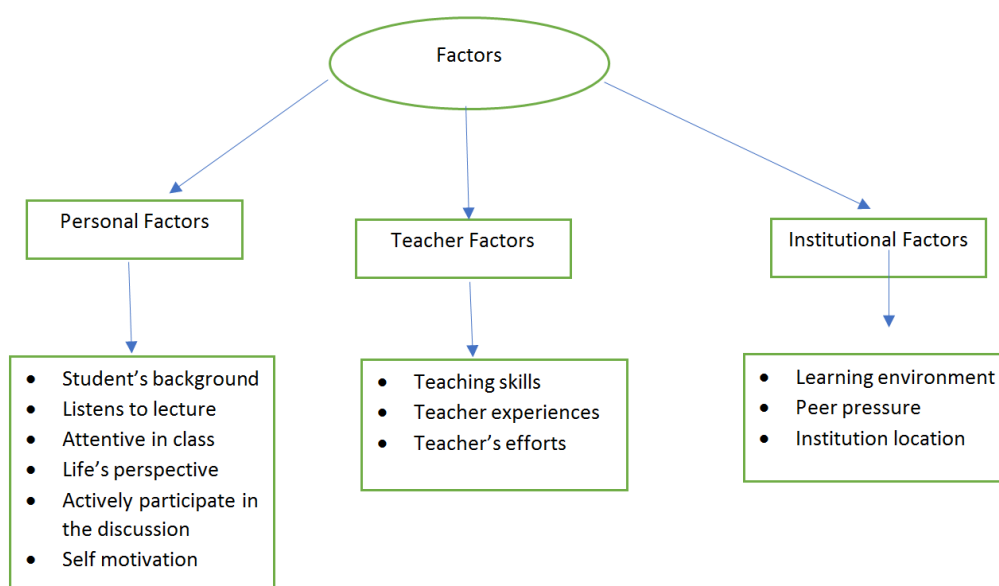 Factors
Personal Factors
Teacher Factors
Institutional Factors
• Student’s background
• Listens to lecture
• Attentive in class
• Life’s perspective
• Actively participate in
the discussion
• Self motivation
• Teaching skills
• Teacher experiences
• Teacher’s efforts
• Learning environment
• Peer pressure
• Institution location